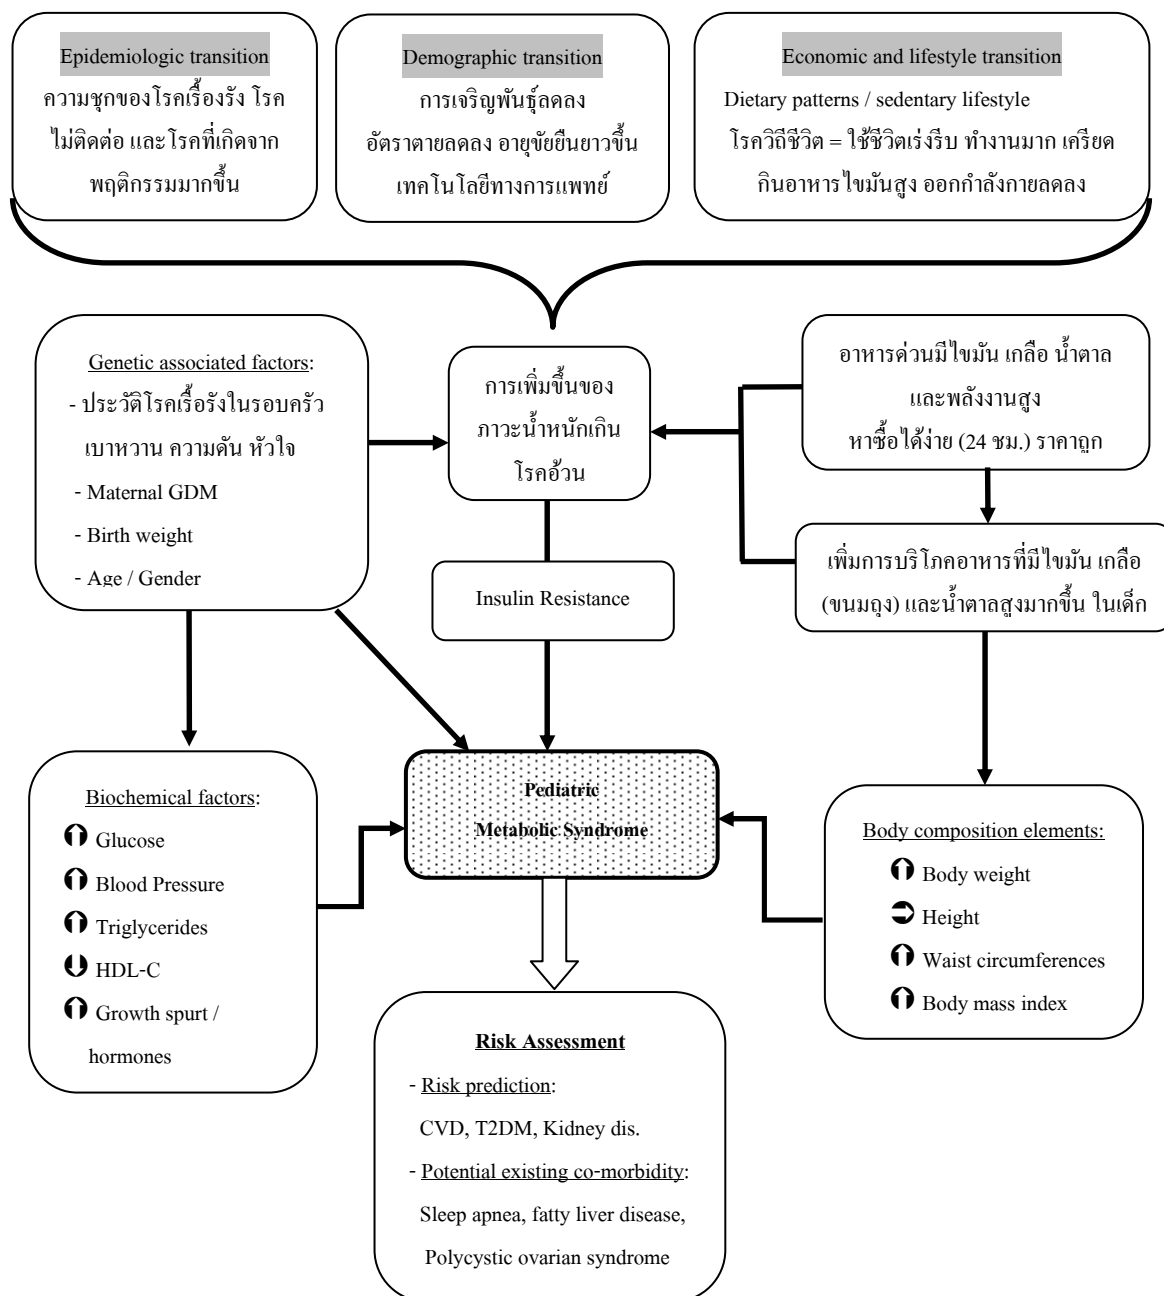 Epidemiologic transition
ความชุกของโรคเรื้องรัง โรค
ไม่ติดต่อ และโรคที่เกิดจาก
พฤติกรรมมากขึ้น
Demographic transition
การเจริญพันธุ์ลดลง
อัตราตายลดลง อายุขัยยืนยาวขึ้น
เทคโนโลยีทางการแพทย์
Economic and lifestyle transition
Dietary patterns / sedentary lifestyle
โรควิถีชีวิต = ใช้ชีวิตเร่งรีบ ทำงานมาก เครียด
กินอาหารไขมันสูง ออกกำลังกายลดลง
Genetic associated factors:
- ประวัติโรคเรื้อรังในรอบครัว
เบาหวาน ความดัน หัวใจ
- Maternal GDM
- Birth weight
- Age / Gender
การเพิ่มขึ้นของ
ภาวะน้ำหนักเกิน
โรคอ้วน
อาหารด่วนมีไขมัน เกลือ น้ำตาล
และพลังงานสูง
หาซื้อได้ง่าย (24 ชม.) ราคาถูก
เพิ่มการบริโภคอาหารที่มีไขมัน เกลือ
(ขนมถุง) และน้ำตาลสูงมากขึ้น ในเด็ก
Insulin Resistance
Pediatric
Metabolic Syndrome
Biochemical factors:
Glucose
Blood Pressure
Triglycerides
HDL-C
Growth spurt /
hormones
Body composition elements:
Body weight
Height
Waist circumferences
Body mass index
Risk Assessment
- Risk prediction:
CVD, T2DM, Kidney dis.
- Potential existing co-morbidity:
Sleep apnea, fatty liver disease,
Polycystic ovarian syndrome